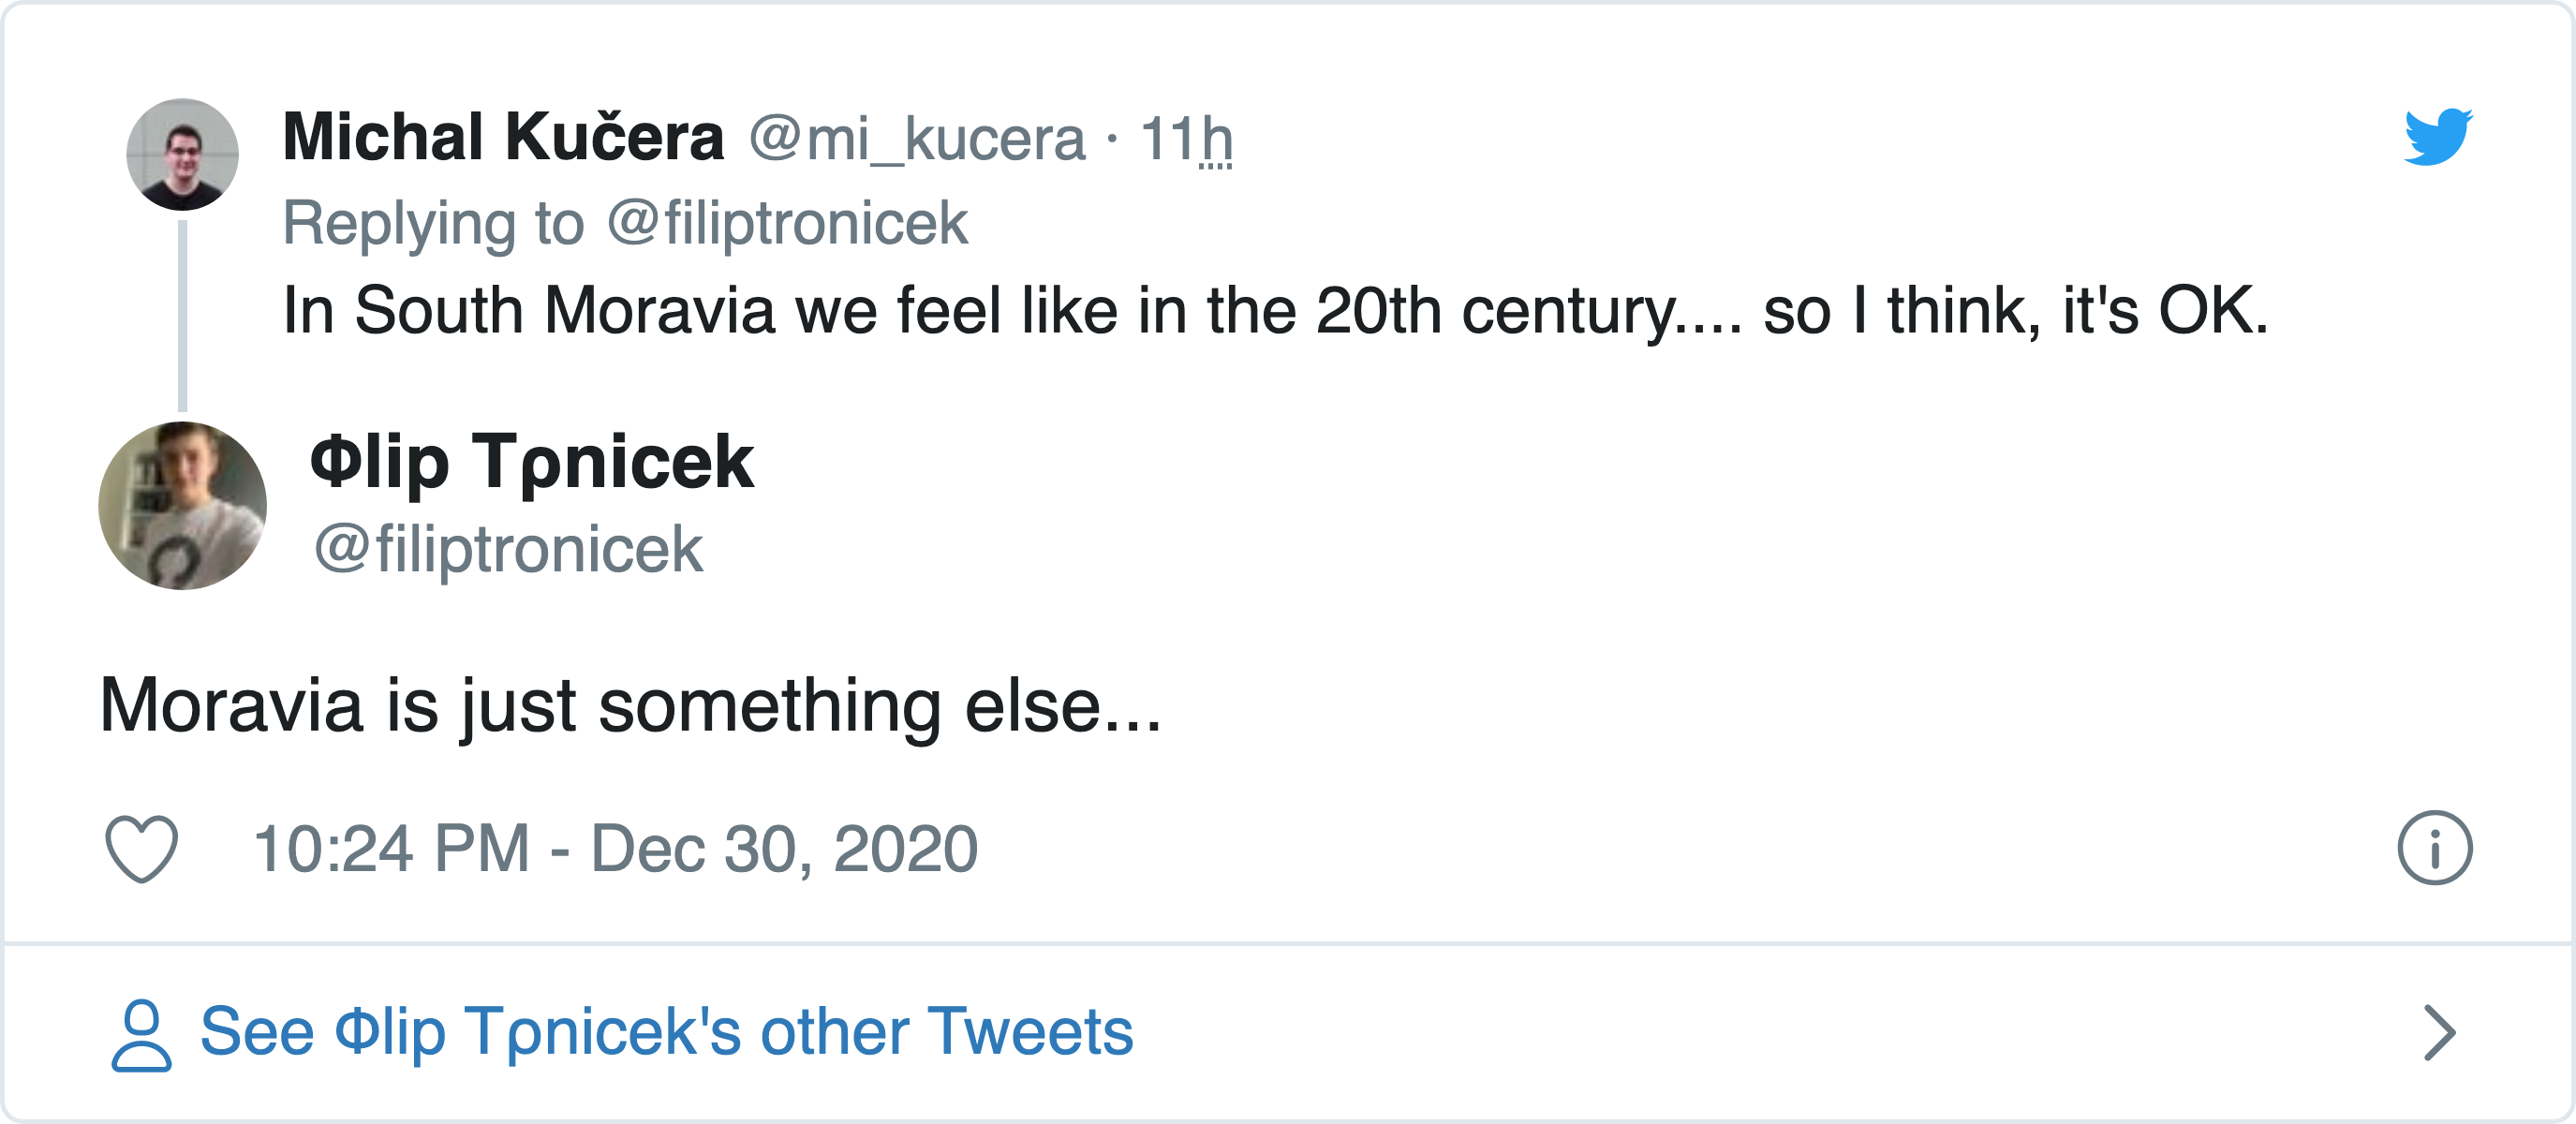 Michal Kučera @mi_kucera · 11h
Replying to @filiptronicek
In South Moravia we feel like in the 20th century.... so I think, it's OK.
Φlip Tρnicek
@filiptronicek
Moravia is just something else...
10:24 PM - Dec 30, 2020
See Φlip Tρnicek's other Tweets